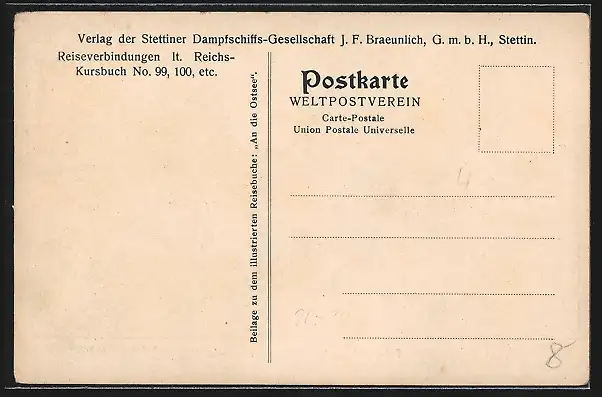 Verlag der Stettiner Dampfschiffs-Gesellschaft J. F. Braeunlich, G. m. b. H., Stettin.
Reiseverbindungen lt. Reichs-
Kursbuch No. 99, 100, etc.
Beilage zu dem illustrierten Reisebuche: „An die Ostsee“.
Postkarte
WELTPOSTVEREIN
Carte-Postale
Union Postale Universelle
4
8